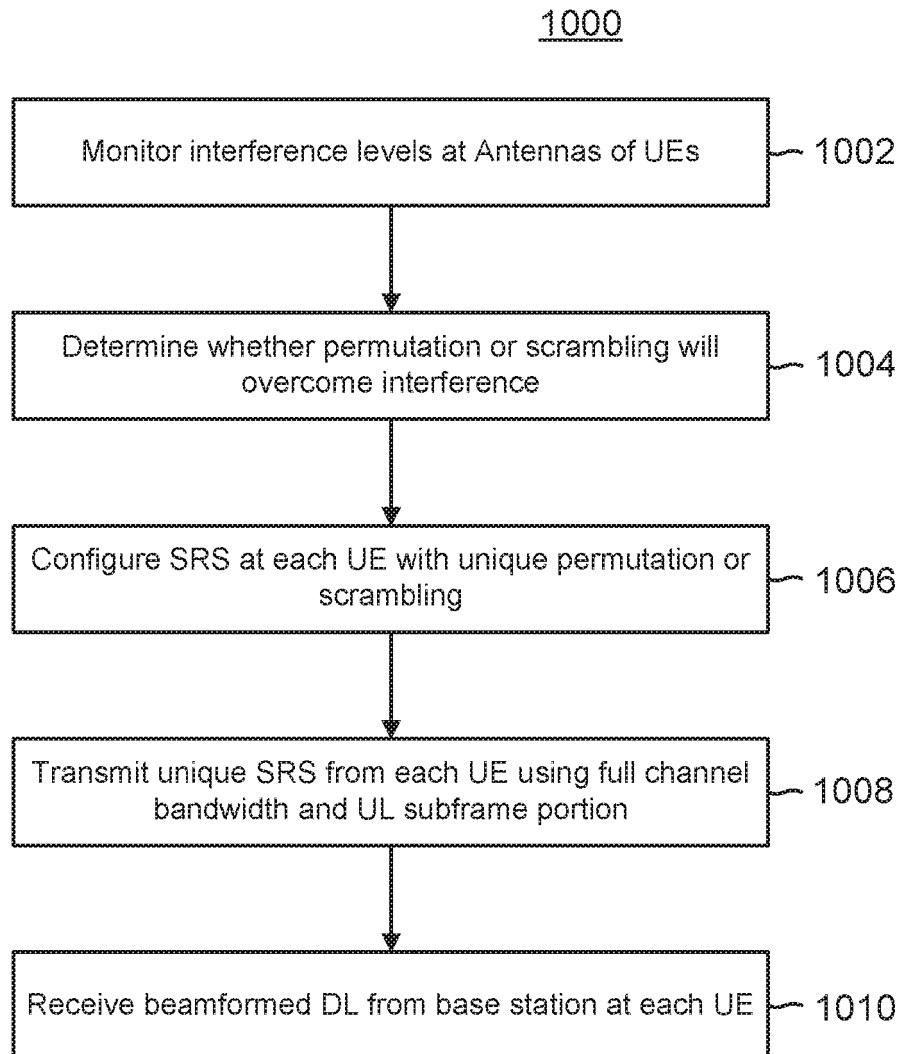 1000
Monitor interference levels at Antennas of UEs
1002
Determine whether permutation or scrambling will
overcome interference
1004
Configure SRS at each UE with unique permutation or
scrambling
1006
Transmit unique SRS from each UE using full channel
bandwidth and UL subframe portion
1008
Receive beamformed DL from base station at each UE
1010